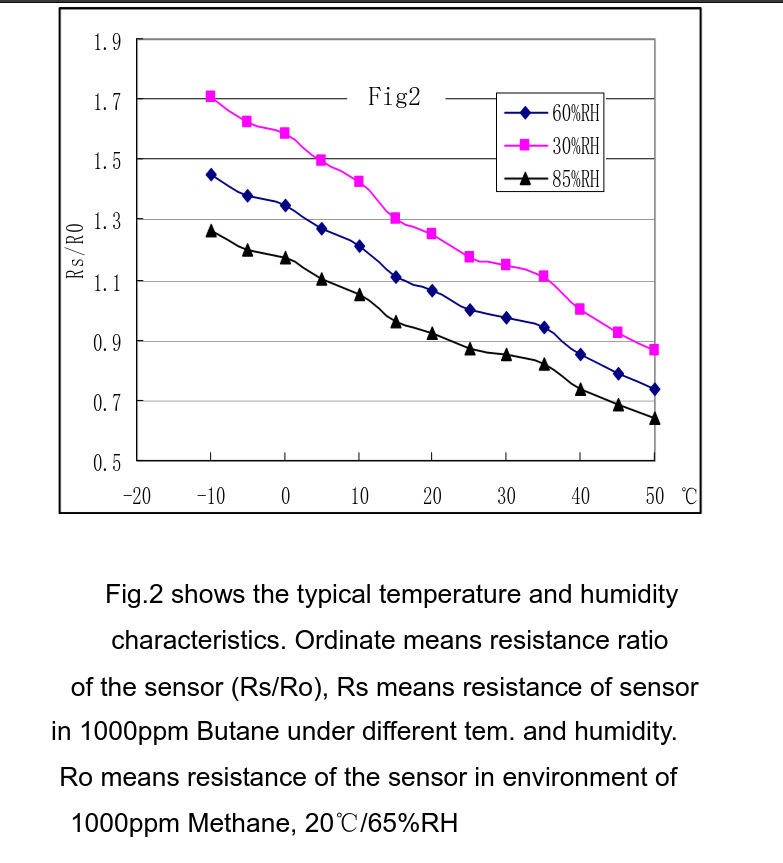 1.9
1.7
1.5
1.3
1.1
0.9
0.7
0.5
Rs/R0
Fig2
60%RH
30%RH
85%RH
-20 -10 0 10 20 30 40 50 ℃
Fig.2 shows the typical temperature and humidity
characteristics. Ordinate means resistance ratio
of the sensor (Rs/Ro), Rs means resistance of sensor
in 1000ppm Butane under different tem. and humidity.
Ro means resistance of the sensor in environment of
1000ppm Methane, 20℃/65%RH